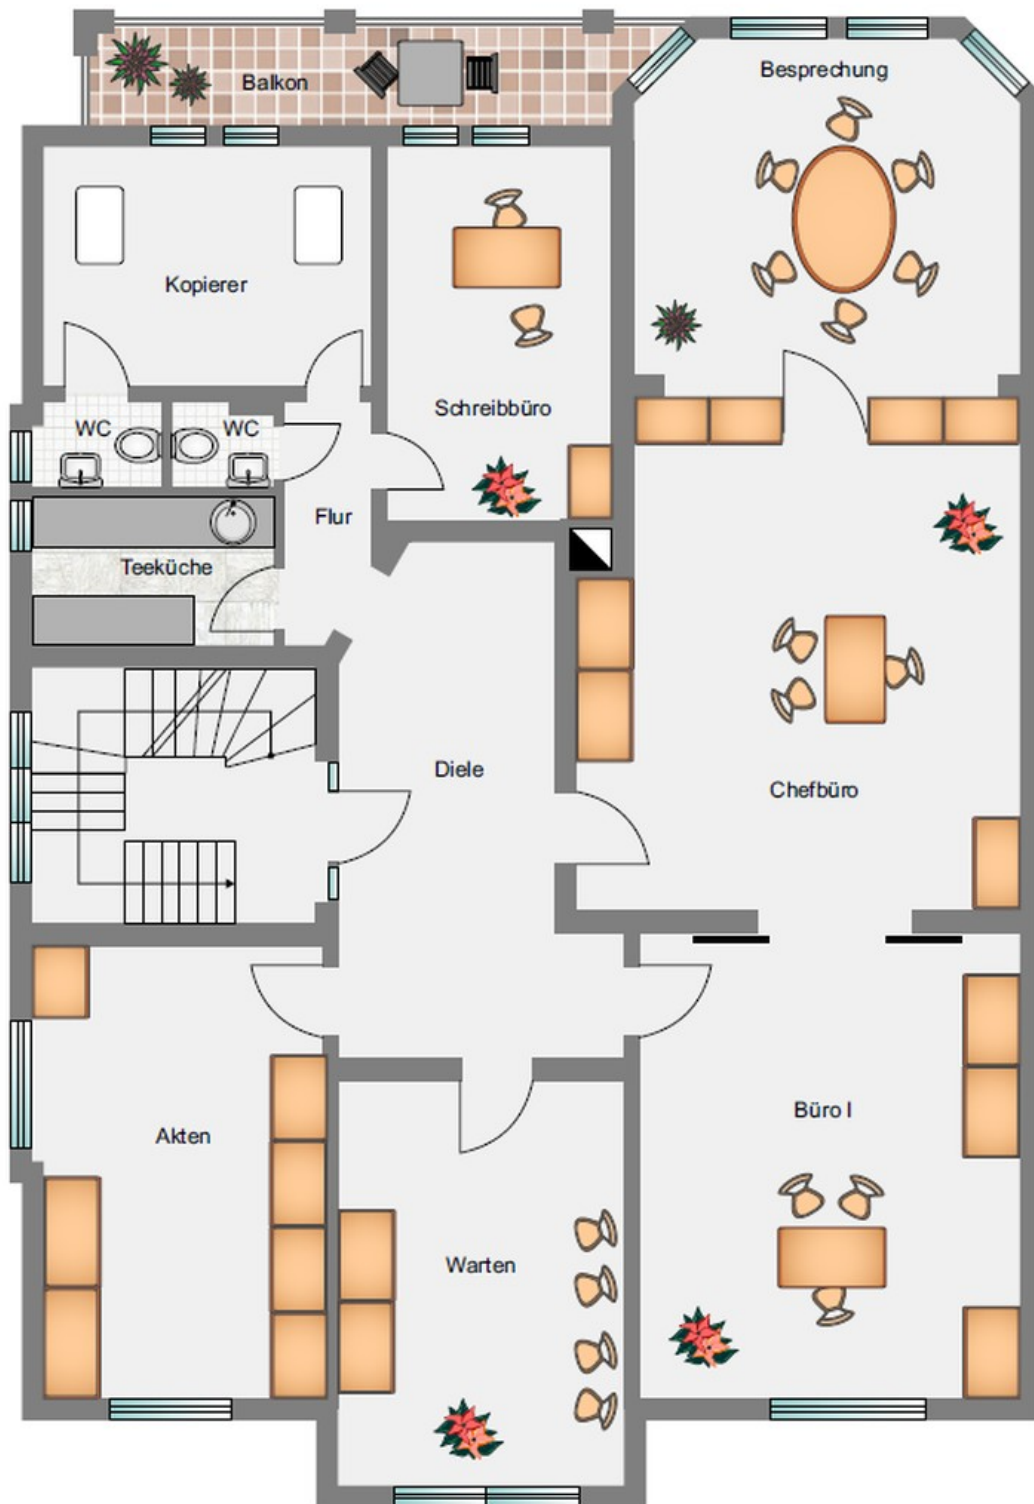 Balkon
Besprechung
Kopierer
Schreibbüro
WC
WC
Flur
Teeküche
Diele
Chefbüro
Büro I
Akten
Warten